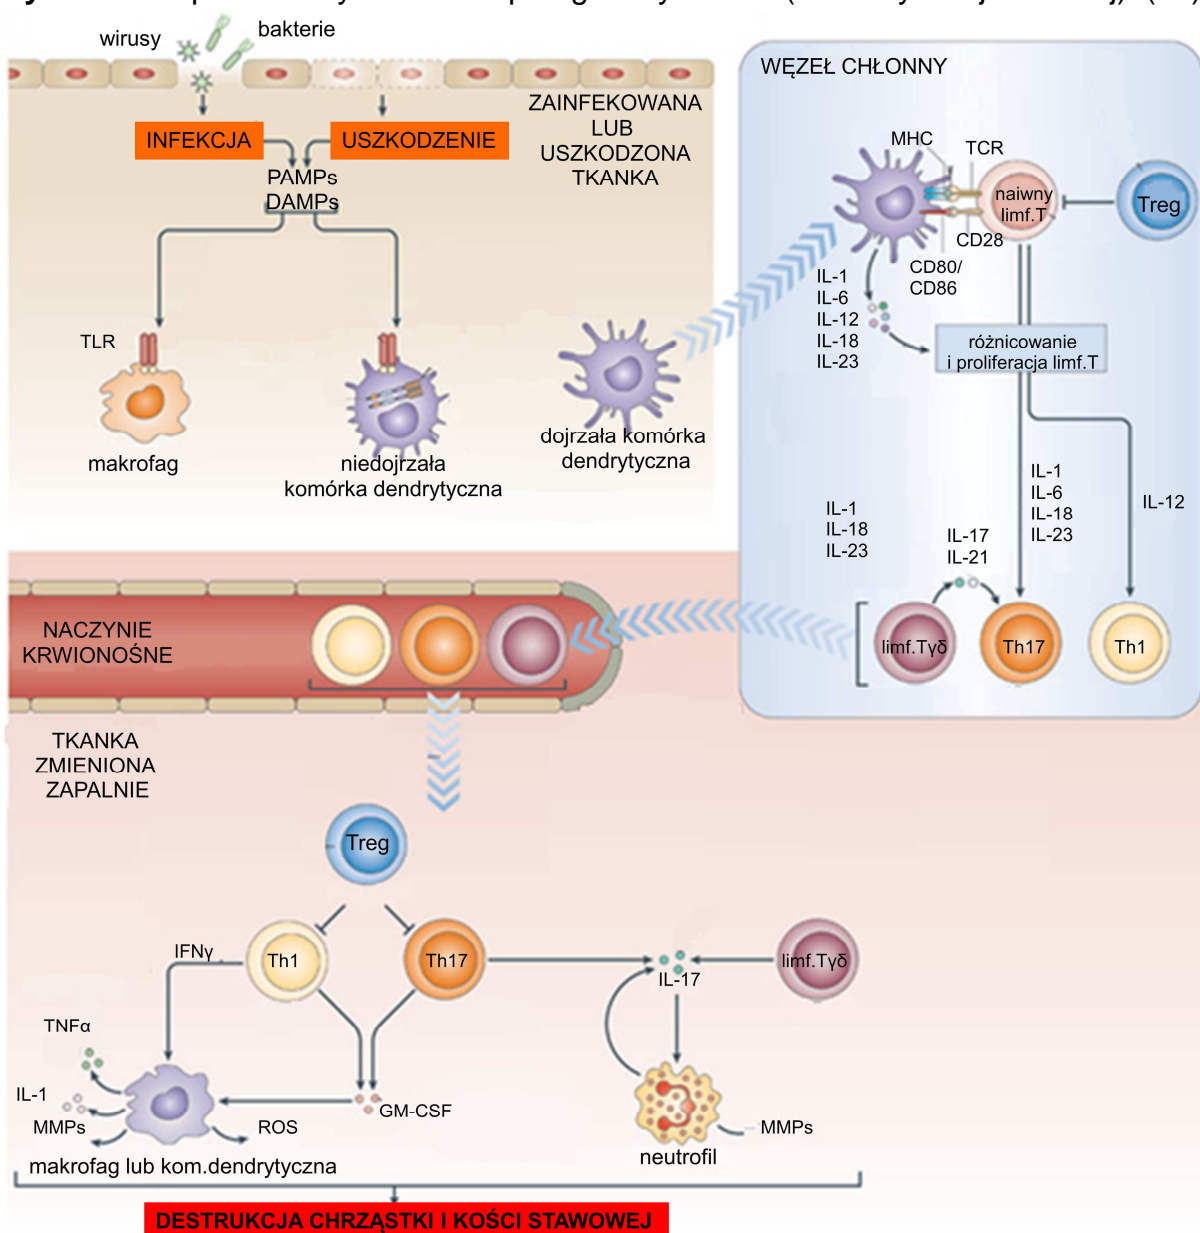 wirusy
bakterie
ZAINFEKOWANA
LUB
USZKODZONA
TKANKA
INFEKCJA
USZKODZENIE
PAMPs
DAMPs
TLR
makrofag
niedojrzała
komórka dendrytyczna
dojrzała komórka
dendrytyczna
WĘZEŁ CHŁONNY
MHC
TCR
naiwny
limf.T
Treg
CD28
CD80/
CD86
IL-1
IL-6
IL-12
IL-18
IL-23
różnicowanie
i proliferacja limf.T
IL-1
IL-6
IL-18
IL-23
IL-12
IL-1
IL-18
IL-23
IL-17
IL-21
limf.Tγδ
Th17
Th1
NACZYNIE
KRWIONOŚNE
TKANKA
ZMIENIONA
ZAPALNIE
Treg
IFNγ
Th1
Th17
limf.Tγδ
IL-17
TNFα
IL-1
MMPs
ROS
GM-CSF
MMPs
makrofag lub kom.dendrytyczna
neutrofil
DESTRUKCJA CHRZĄSTKI I KOŚCI STAWOWEJ